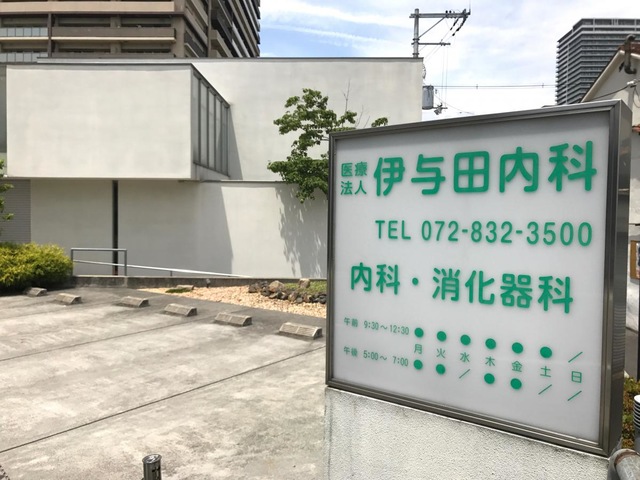 医療法人 伊与田内科
TEL 072-832-3500
内科・消化器科
午前 9:30〜12:30 ● ● ● ● ● ● ／
月 火 水 木 金 土 日
午後 5:00〜 7:00 ● ● ／ ● ● ／ ／